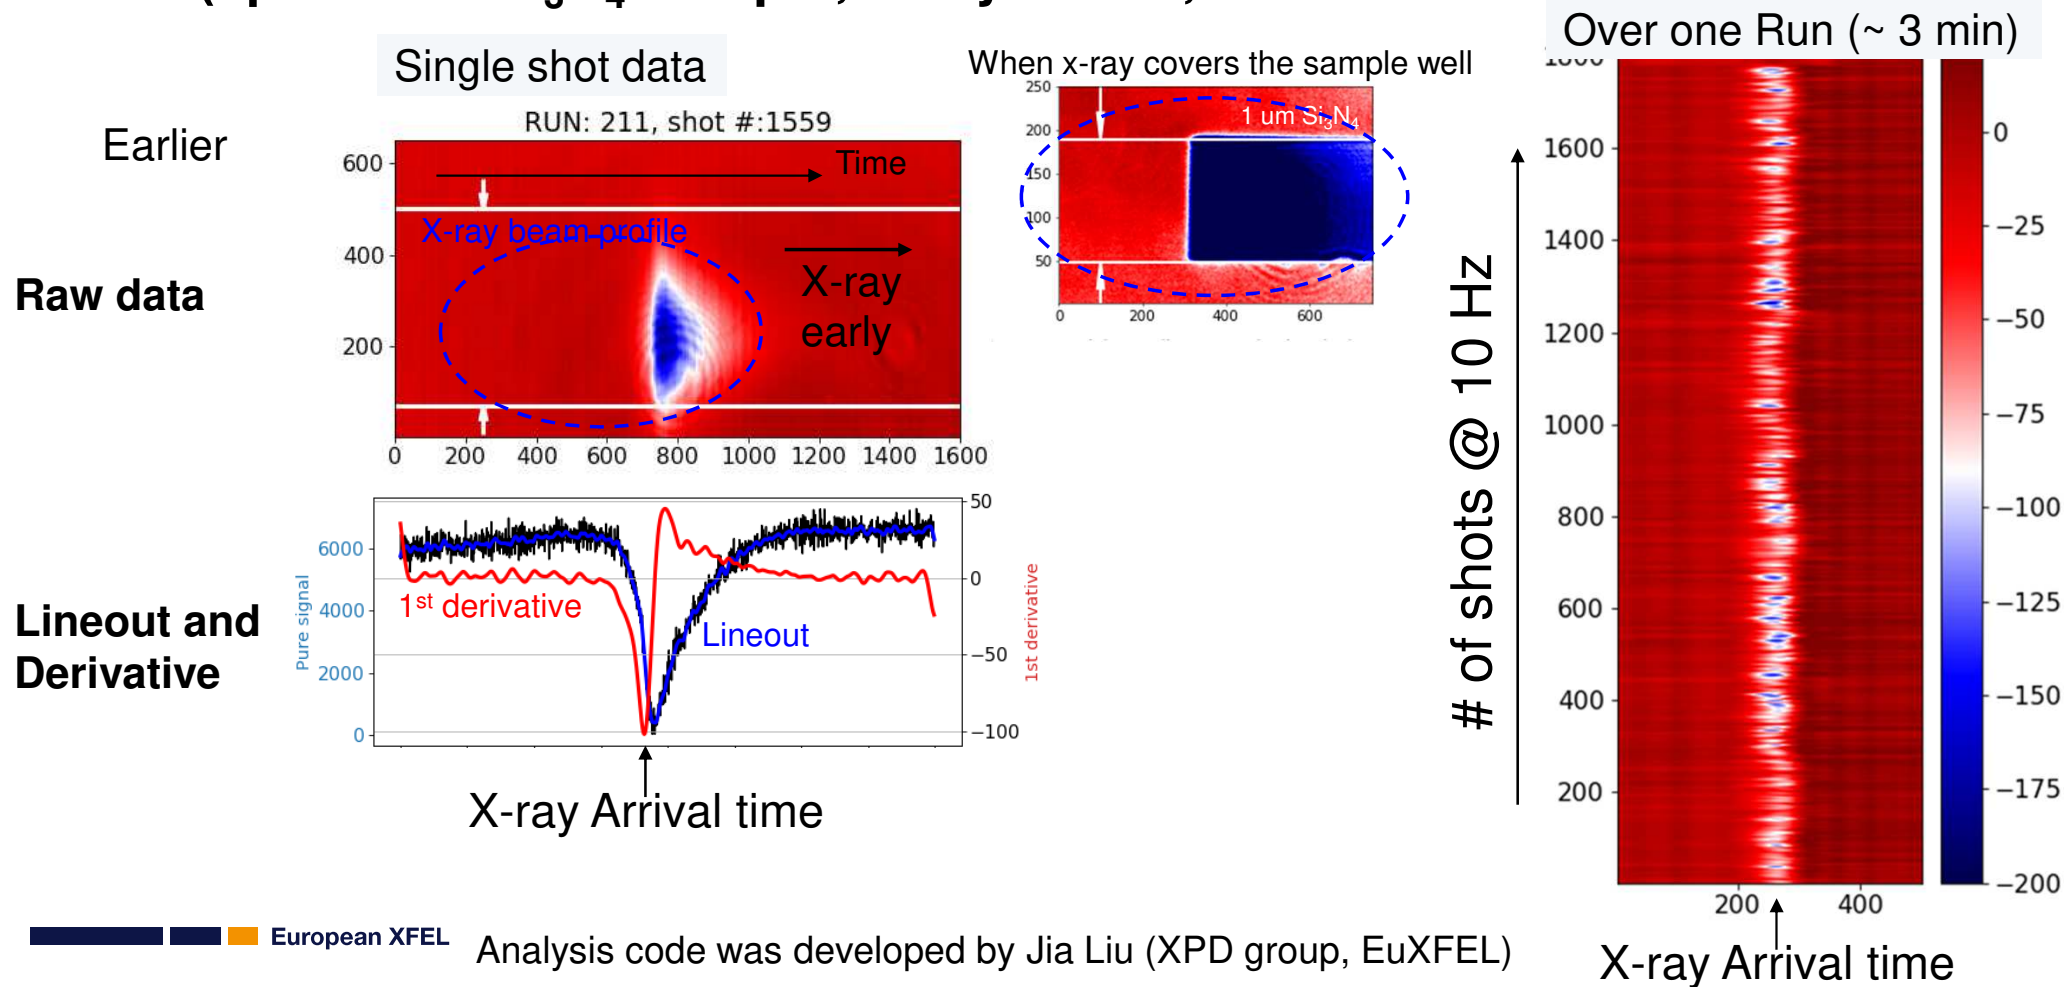 Single shot data
When x-ray covers the sample well
Over one Run (~ 3 min)
Earlier
RUN: 211, shot #:1559
Time
X-ray beam profile
X-ray
early
600
400
200
0 200 400 600 800 1000 1200 1400 1600
1 um Si₃N₄
250
200
150
100
50
0 200 400 600
Raw data
Lineout and
Derivative
Pure signal
6000
4000
2000
0
1st derivative
Lineout
50
0
−50
−100
1st derivative
X-ray Arrival time
# of shots @ 10 Hz
1800
1600
1400
1200
1000
800
600
400
200
200 400
0
−25
−50
−75
−100
−125
−150
−175
−200
X-ray Arrival time
European XFEL
Analysis code was developed by Jia Liu (XPD group, EuXFEL)